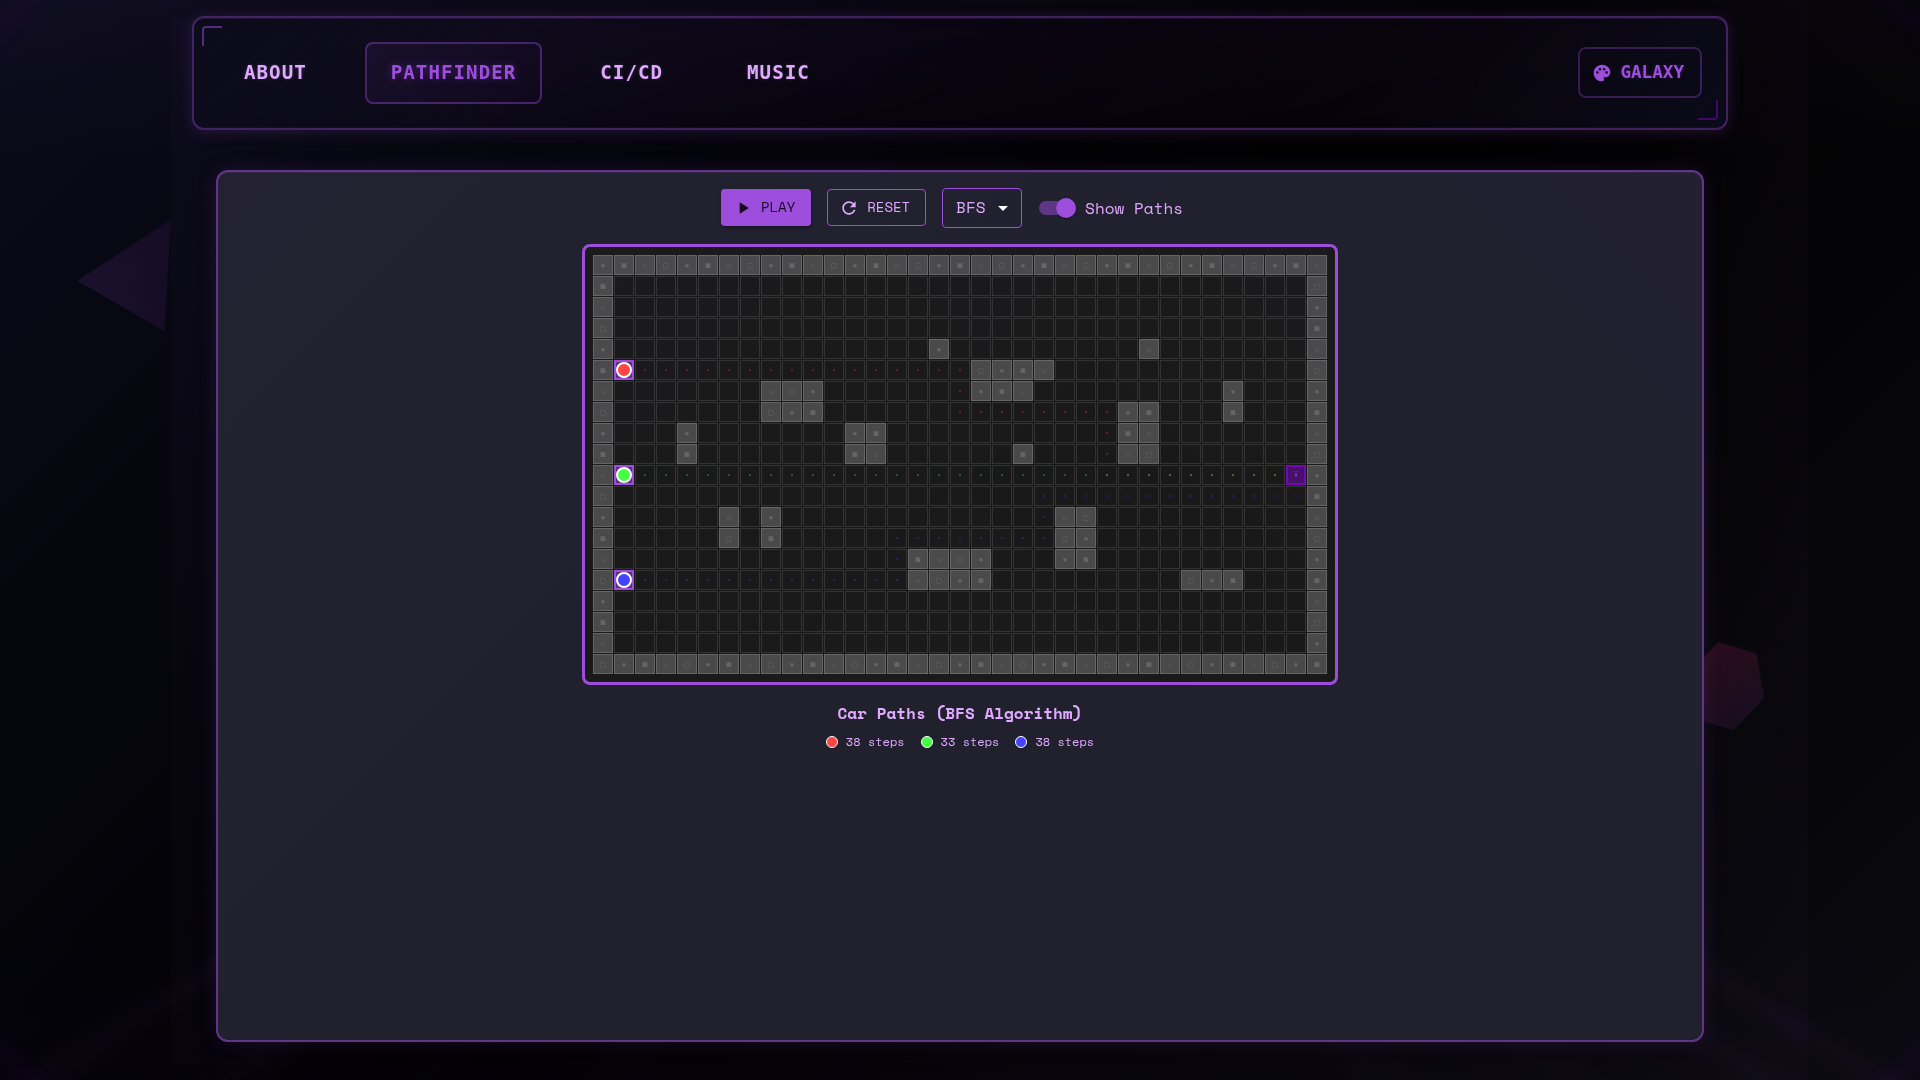 ABOUT
PATHFINDER
CI/CD
MUSIC
GALAXY
PLAY
RESET
BFS
Show Paths
Car Paths (BFS Algorithm)
38 steps
33 steps
38 steps